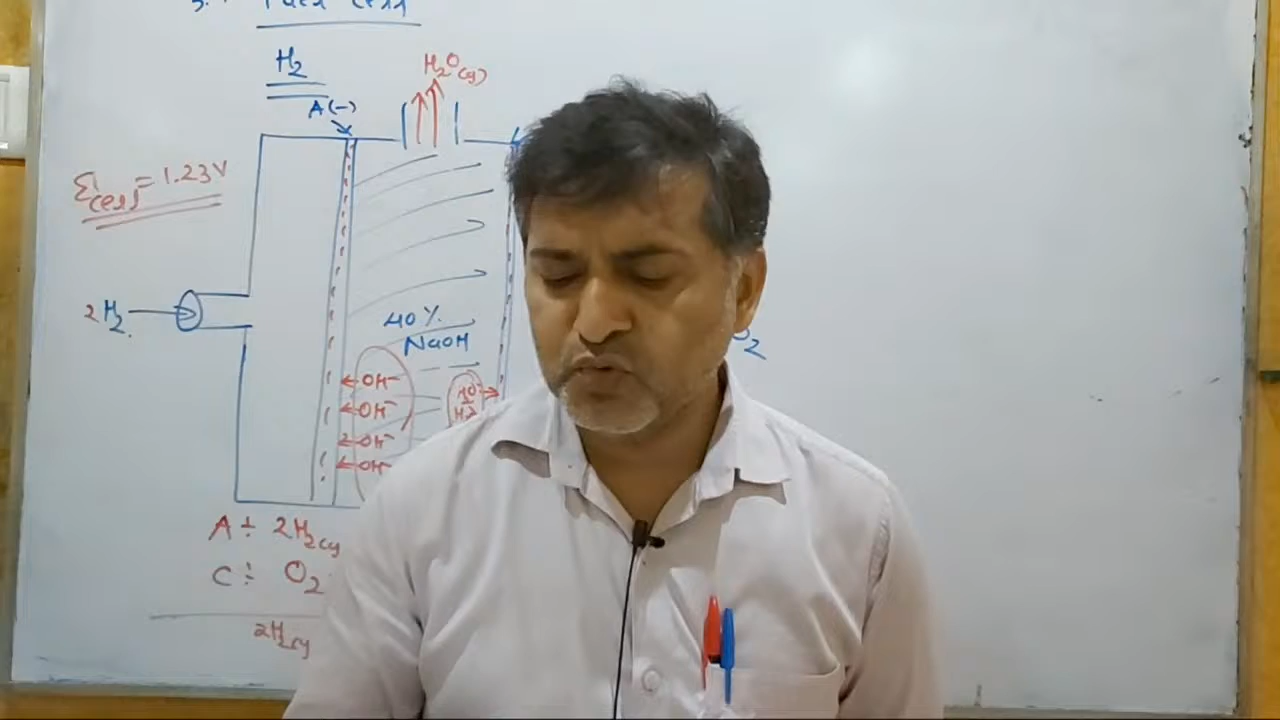 H₂
H₂O(g)
A(-)
Ecell = 1.23V
2H₂
40%
NaOH
O₂
OH⁻
OH⁻
OH⁻
OH⁻
A ÷ 2H₂(g)
C ÷ O₂
2H₂(g)